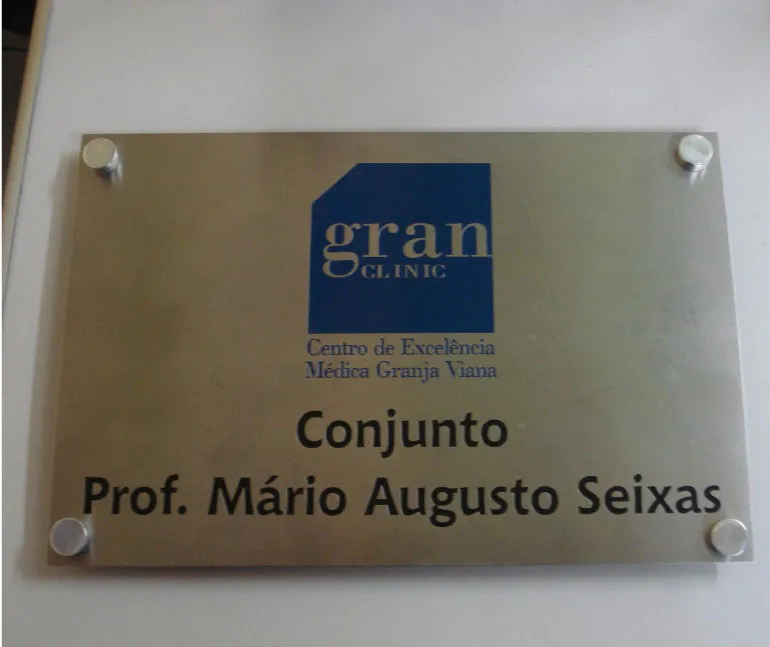 gran
CLINIC
Centro de Excelência
Médica Granja Viana
Conjunto
Prof. Mário Augusto Seixas